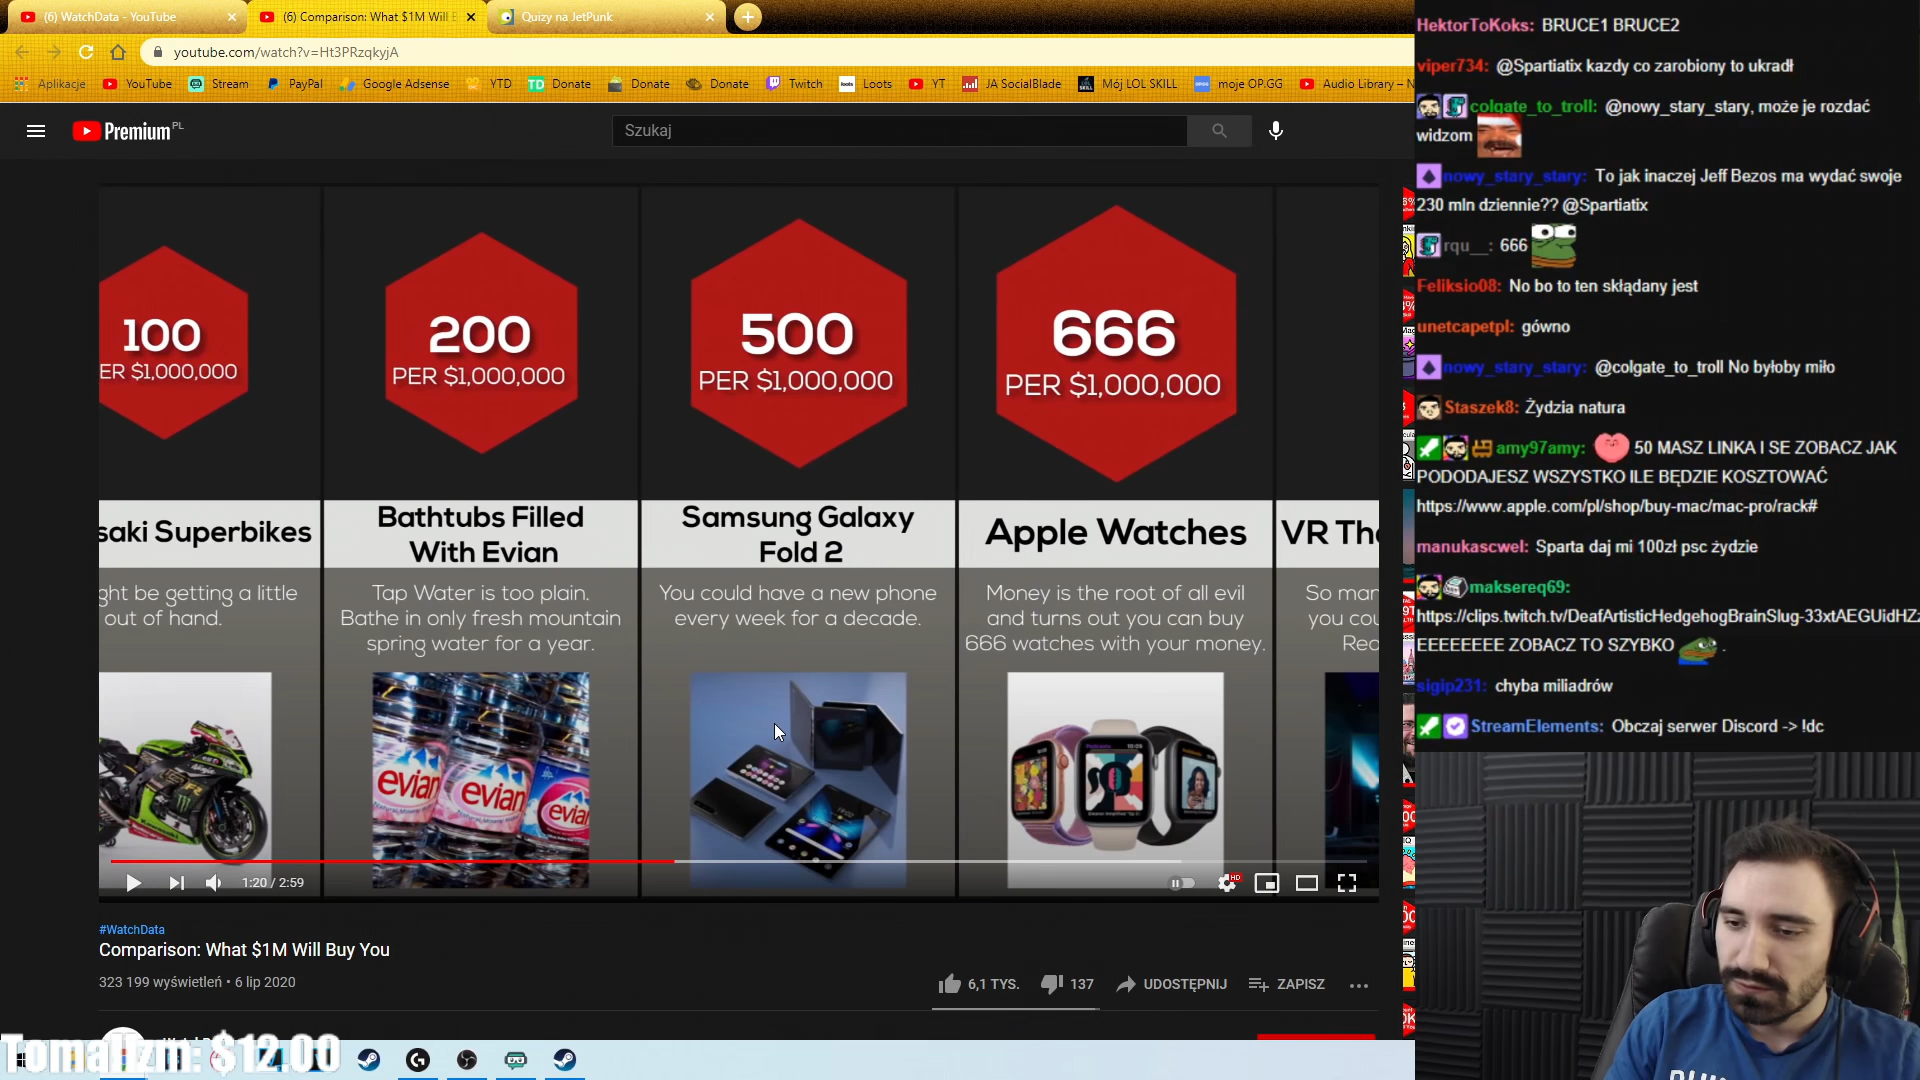 (6) WatchData - YouTube
(6) Comparison: What $1M Will B
Quizy na JetPunk
youtube.com/watch?v=Ht3PRzqkyjA
Aplikacje
YouTube
Stream
PayPal
Google Adsense
YTD
Donate
Donate
Donate
Twitch
Loots
YT
JA SocialBlade
Mój LOL SKILL
moje OP.GG
Audio Library – N
Premium PL
Szukaj
100
ER $1,000,000
saki Superbikes
ght be getting a little
out of hand.
200
PER $1,000,000
Bathtubs Filled
With Evian
Tap Water is too plain.
Bathe in only fresh mountain
spring water for a year.
evian
evian
evian
500
PER $1,000,000
Samsung Galaxy
Fold 2
You could have a new phone
every week for a decade.
666
PER $1,000,000
Apple Watches
Money is the root of all evil
and turns out you can buy
666 watches with your money.
VR The
So man
you cou
Rea
1:20 / 2:59
HD
#WatchData
Comparison: What $1M Will Buy You
323 199 wyświetleń • 6 lip 2020
6,1 TYS.
137
UDOSTĘPNIJ
ZAPISZ
Tomalizm: $12.00
HektorToKoks: BRUCE1 BRUCE2
viper734: @Spartiatix kazdy co zarobiony to ukradł
colgate_to_troll: @nowy_stary_stary, może je rozdać
widzom
nowy_stary_stary: To jak inaczej Jeff Bezos ma wydać swoje
230 mln dziennie?? @Spartiatix
rqu__: 666
Feliksio08: No bo to ten skłądany jest
unetcapetpl: gówno
nowy_stary_stary: @colgate_to_troll No byłoby miło
Staszek8: Żydzia natura
amy97amy: 50 MASZ LINKA I SE ZOBACZ JAK
PODODAJESZ WSZYSTKO ILE BĘDZIE KOSZTOWAĆ
https://www.apple.com/pl/shop/buy-mac/mac-pro/rack#
manukascwel: Sparta daj mi 100zł psc żydzie
maksereq69:
https://clips.twitch.tv/DeafArtisticHedgehogBrainSlug-33xtAEGUidHZz
EEEEEEEE ZOBACZ TO SZYBKO .
sigip231: chyba miliadrów
StreamElements: Obczaj serwer Discord -> !dc